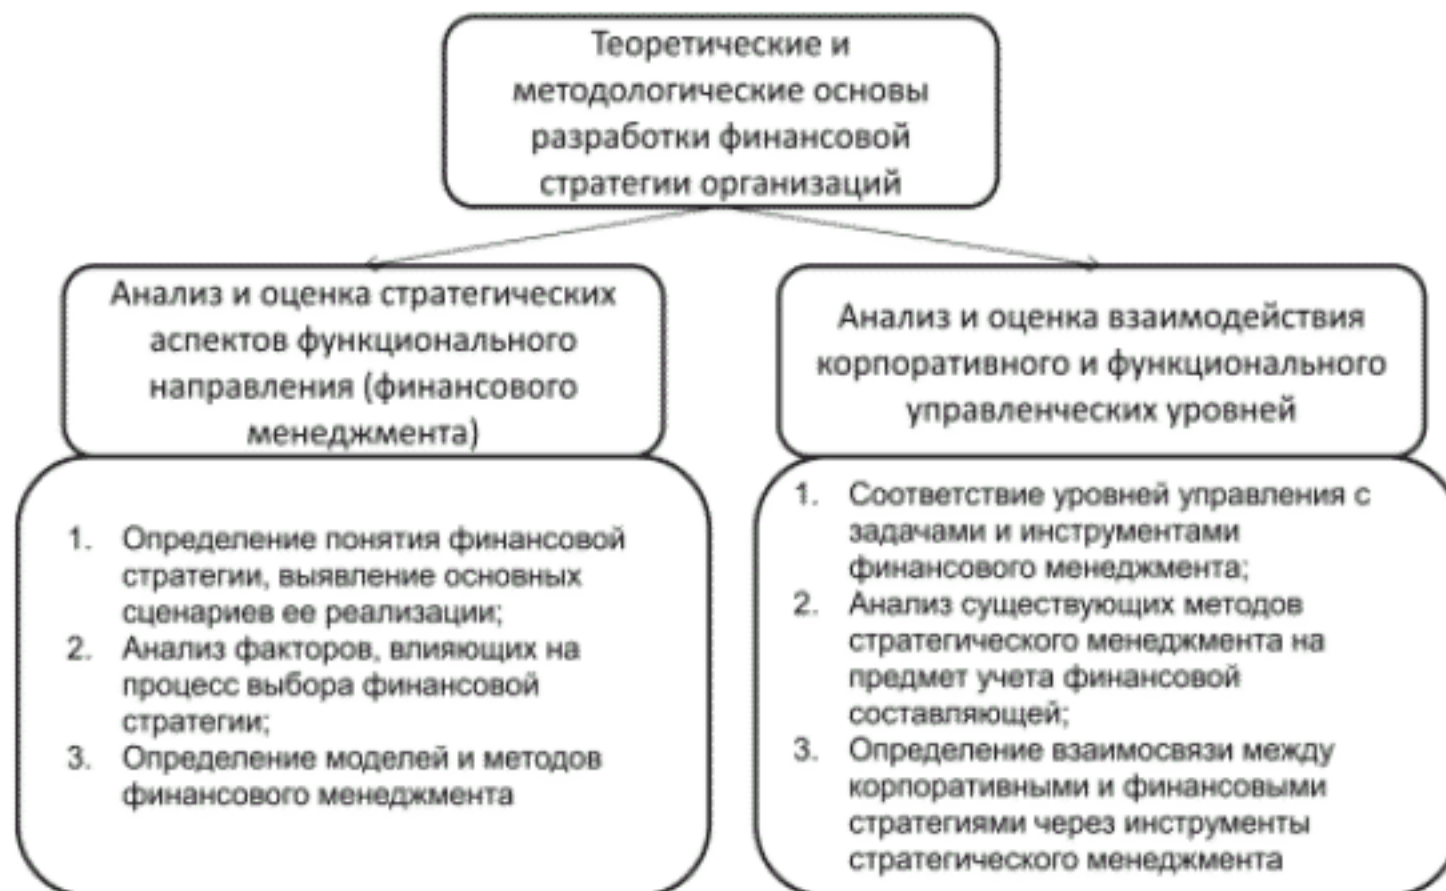 Теоретические и
методологические основы
разработки финансовой
стратегии организаций
Анализ и оценка стратегических
аспектов функционального
направления (финансового
менеджмента)
1. Определение понятия финансовой
стратегии, выявление основных
сценариев ее реализации;
2. Анализ факторов, влияющих на
процесс выбора финансовой
стратегии;
3. Определение моделей и методов
финансового менеджмента
Анализ и оценка взаимодействия
корпоративного и функционального
управленческих уровней
1. Соответствие уровней управления с
задачами и инструментами
финансового менеджмента;
2. Анализ существующих методов
стратегического менеджмента на
предмет учета финансовой
составляющей;
3. Определение взаимосвязи между
корпоративными и финансовыми
стратегиями через инструменты
стратегического менеджмента